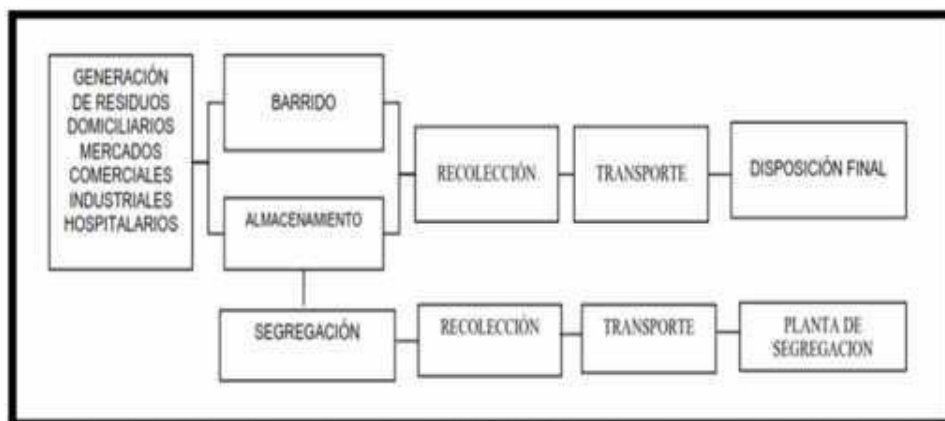 GENERACIÓN
DE RESIDUOS
DOMICILIARIOS
MERCADOS
COMERCIALES
INDUSTRIALES
HOSPITALARIOS
BARRIDO
ALMACENAMIENTO
RECOLECCIÓN
TRANSPORTE
DISPOSICIÓN FINAL
SEGREGACIÓN
RECOLECCIÓN
TRANSPORTE
PLANTA DE
SEGREGACION